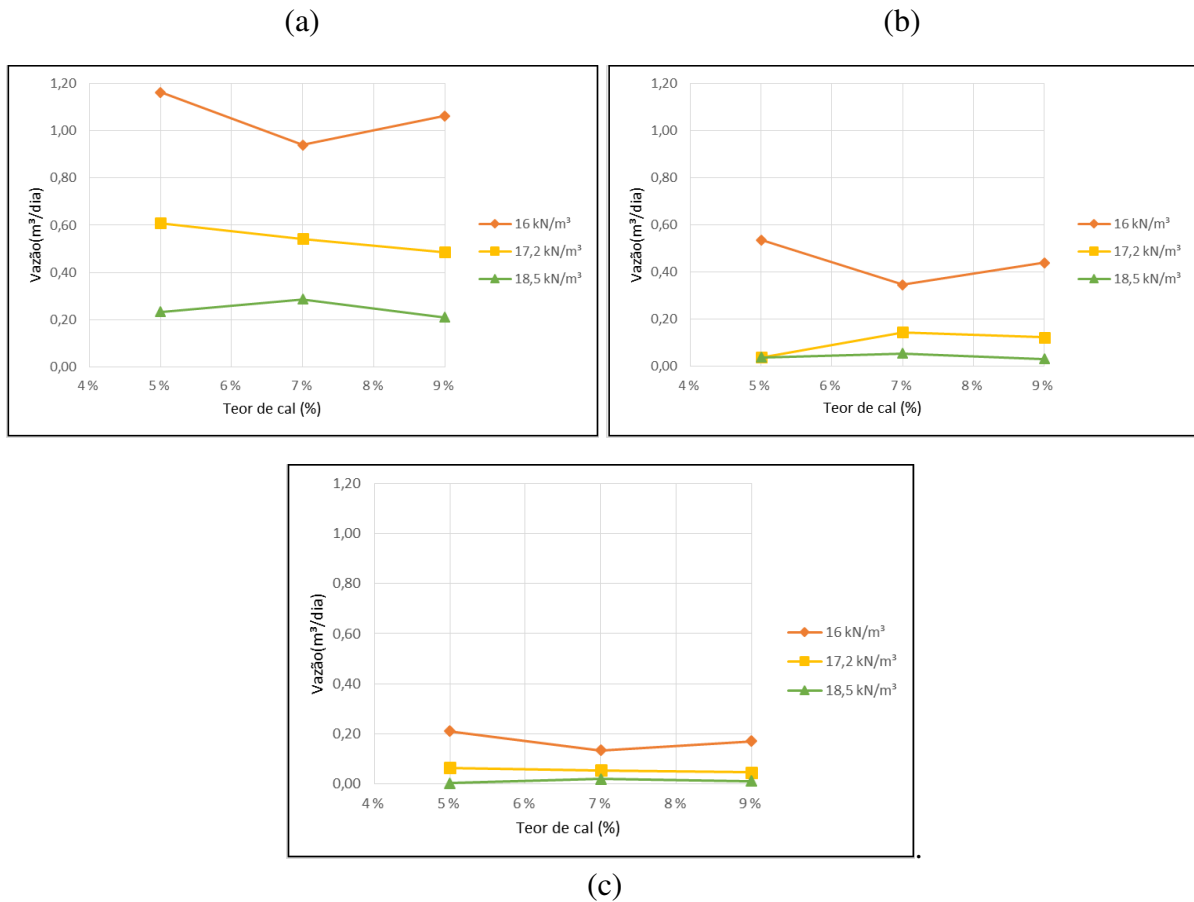 (a)
(b)
1,20
1,00
0,80
0,60
0,40
0,20
0,00
4 % 5 % 6 % 7 % 8 % 9 %
Vazão(m³/dia)
Teor de cal (%)
16 kN/m³
17,2 kN/m³
18,5 kN/m³
1,20
1,00
0,80
0,60
0,40
0,20
0,00
4 % 5 % 6 % 7 % 8 % 9 %
Vazão(m³/dia)
Teor de cal (%)
16 kN/m³
17,2 kN/m³
18,5 kN/m³
1,20
1,00
0,80
0,60
0,40
0,20
0,00
4 % 5 % 6 % 7 % 8 % 9 %
Vazão(m³/dia)
Teor de cal (%)
16 kN/m³
17,2 kN/m³
18,5 kN/m³
.
(c)